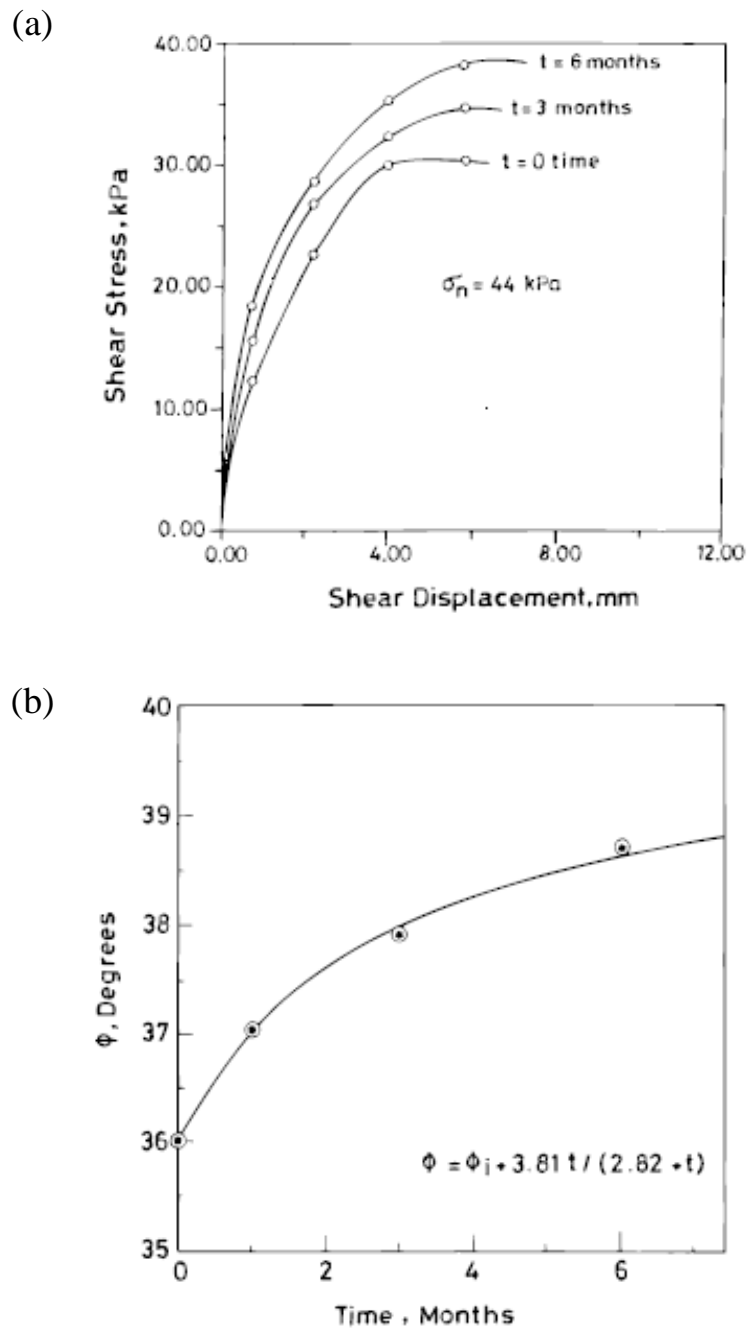 (a)
40.00
30.00
20.00
10.00
0.00
Shear Stress, kPa
t = 6 months
t = 3 months
t = 0 time
σn = 44 kPa
0.00 4.00 8.00 12.00
Shear Displacement, mm
(b)
40
39
38
37
36
35
Φ, Degrees
Φ = Φi + 3.81 t / (2.82 + t)
0 2 4 6
Time, Months